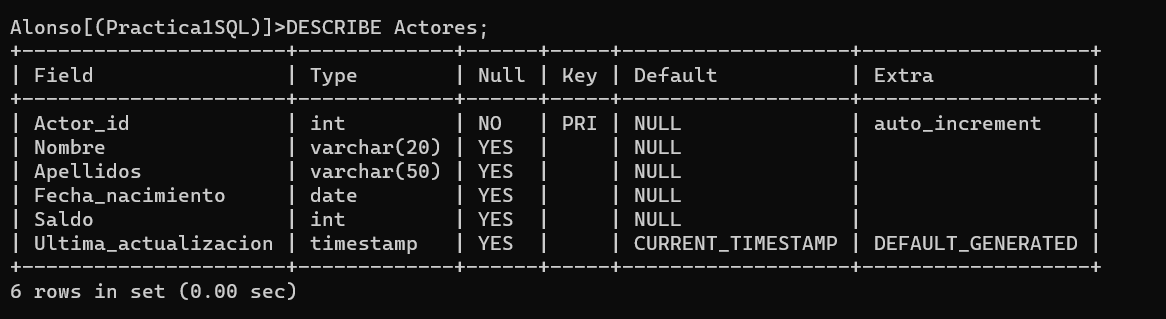 Alonso[(Practica1SQL)]>DESCRIBE Actores;
+----------------------+-------------+------+-----+-------------------+-------------------+
| Field                | Type        | Null | Key | Default           | Extra             |
+----------------------+-------------+------+-----+-------------------+-------------------+
| Actor_id             | int         | NO   | PRI | NULL              | auto_increment    |
| Nombre               | varchar(20) | YES  |     | NULL              |                   |
| Apellidos            | varchar(50) | YES  |     | NULL              |                   |
| Fecha_nacimiento     | date        | YES  |     | NULL              |                   |
| Saldo                | int         | YES  |     | NULL              |                   |
| Ultima_actualizacion | timestamp   | YES  |     | CURRENT_TIMESTAMP | DEFAULT_GENERATED |
+----------------------+-------------+------+-----+-------------------+-------------------+
6 rows in set (0.00 sec)